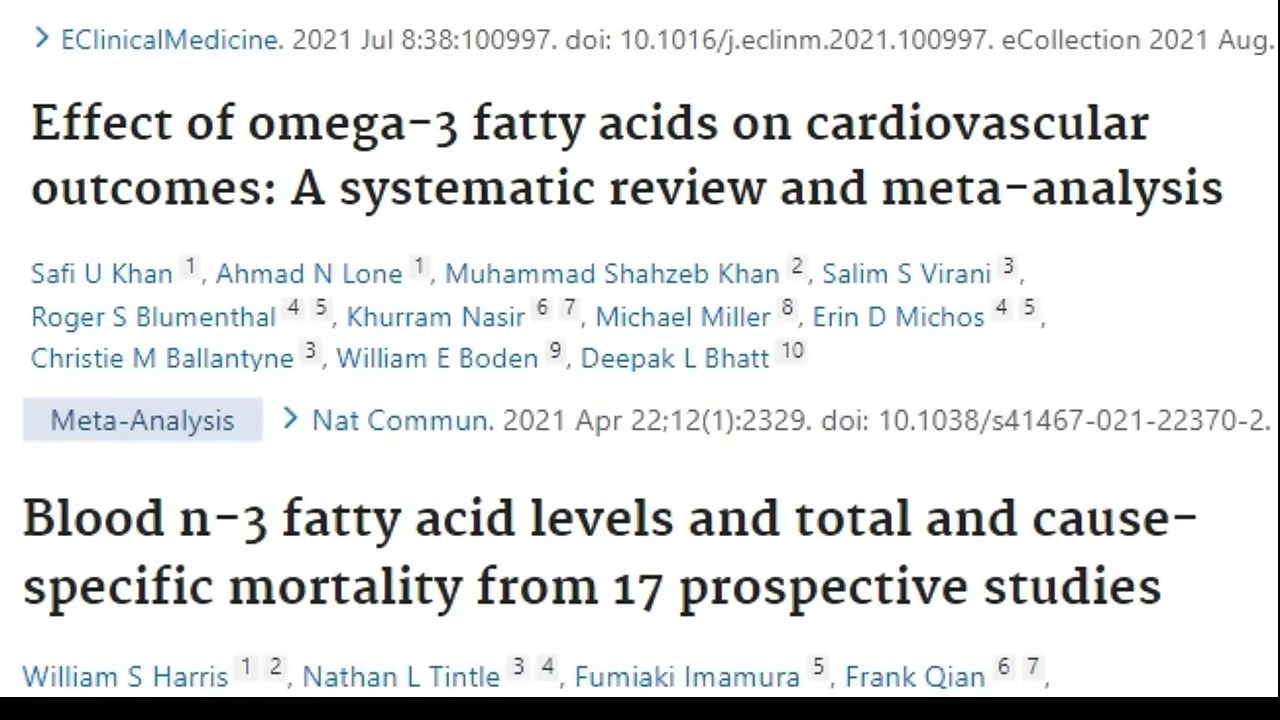 EClinicalMedicine. 2021 Jul 8:38:100997. doi: 10.1016/j.eclinm.2021.100997. eCollection 2021 Aug.
Effect of omega-3 fatty acids on cardiovascular
outcomes: A systematic review and meta-analysis
Safi U Khan 1, Ahmad N Lone 1, Muhammad Shahzeb Khan 2, Salim S Virani 3,
Roger S Blumenthal 4 5, Khurram Nasir 6 7, Michael Miller 8, Erin D Michos 4 5,
Christie M Ballantyne 3, William E Boden 9, Deepak L Bhatt 10
Meta-Analysis > Nat Commun. 2021 Apr 22;12(1):2329. doi: 10.1038/s41467-021-22370-2.
Blood n-3 fatty acid levels and total and cause-
specific mortality from 17 prospective studies
William S Harris 1 2, Nathan L Tintle 3 4, Fumiaki Imamura 5, Frank Qian 6 7,